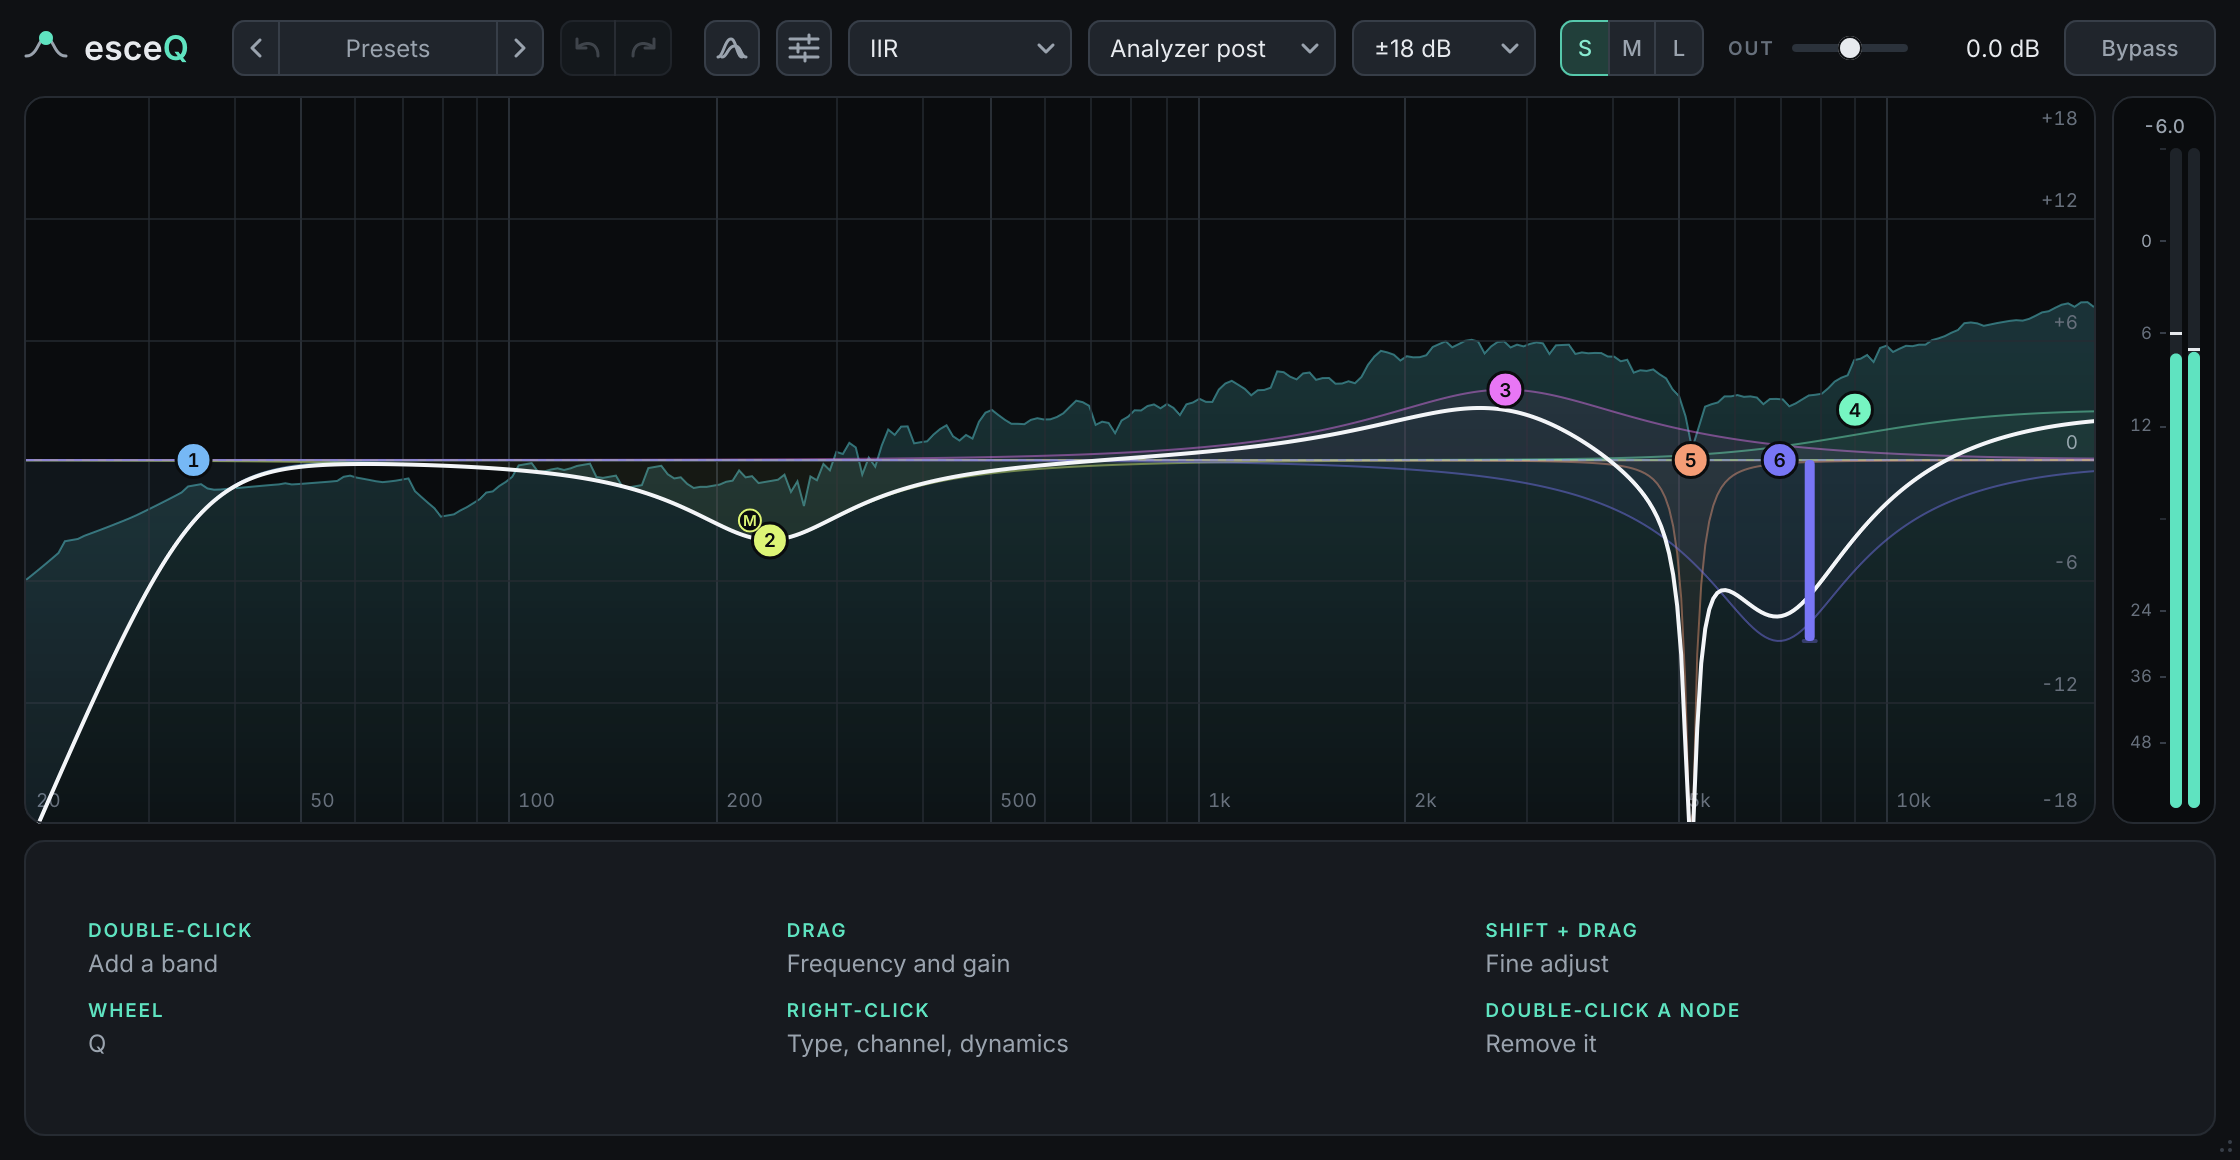 esceQ
Presets
IIR
Analyzer post
±18 dB
S M L
OUT
0.0 dB
Bypass
+18
+12
+6
0
-6
-12
-18
1
M
2
3
4
5
6
20 50 100 200 500 1k 2k 5k 10k
-6.0
0
6
12
24
36
48
DOUBLE-CLICK
Add a band
DRAG
Frequency and gain
SHIFT + DRAG
Fine adjust
WHEEL
Q
RIGHT-CLICK
Type, channel, dynamics
DOUBLE-CLICK A NODE
Remove it